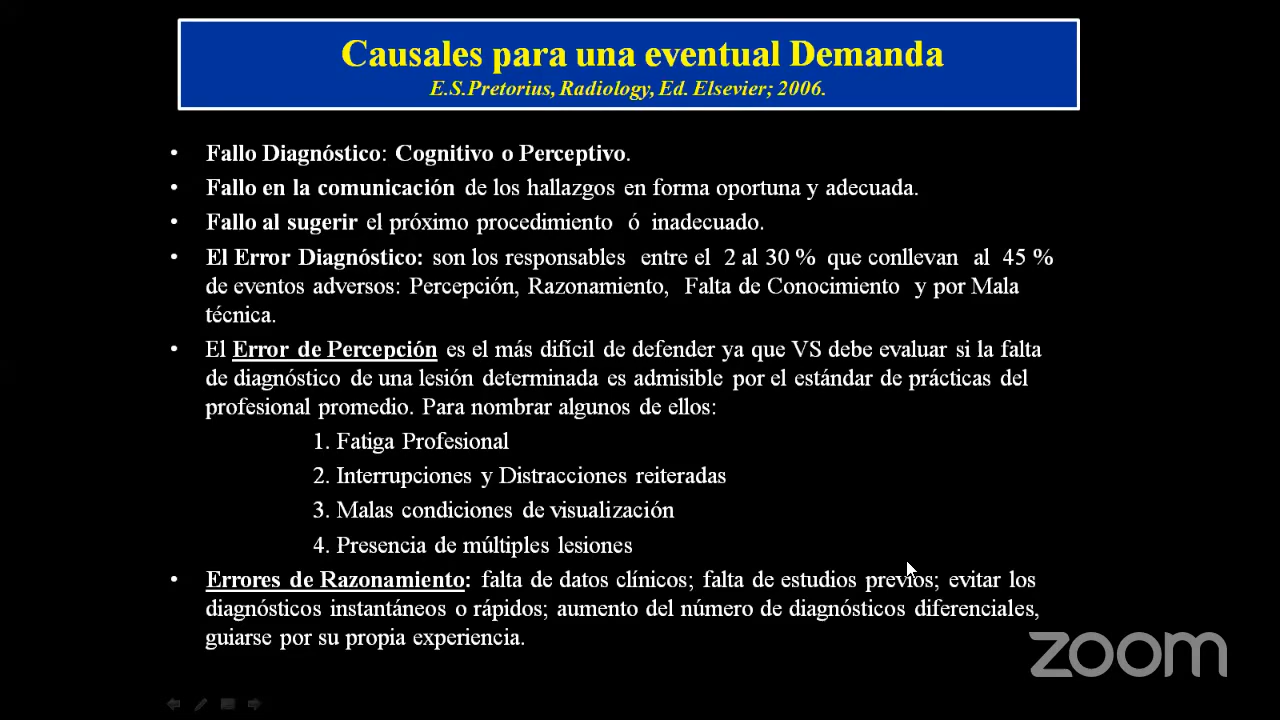 Causales para una eventual Demanda
E.S.Pretorius, Radiology, Ed. Elsevier; 2006.
• Fallo Diagnóstico: Cognitivo o Perceptivo.
• Fallo en la comunicación de los hallazgos en forma oportuna y adecuada.
• Fallo al sugerir el próximo procedimiento ó inadecuado.
• El Error Diagnóstico: son los responsables entre el 2 al 30 % que conllevan al 45 %
de eventos adversos: Percepción, Razonamiento, Falta de Conocimiento y por Mala
técnica.
• El Error de Percepción es el más difícil de defender ya que VS debe evaluar si la falta
de diagnóstico de una lesión determinada es admisible por el estándar de prácticas del
profesional promedio. Para nombrar algunos de ellos:
1. Fatiga Profesional
2. Interrupciones y Distracciones reiteradas
3. Malas condiciones de visualización
4. Presencia de múltiples lesiones
• Errores de Razonamiento: falta de datos clínicos; falta de estudios previos; evitar los
diagnósticos instantáneos o rápidos; aumento del número de diagnósticos diferenciales,
guiarse por su propia experiencia.
zoom